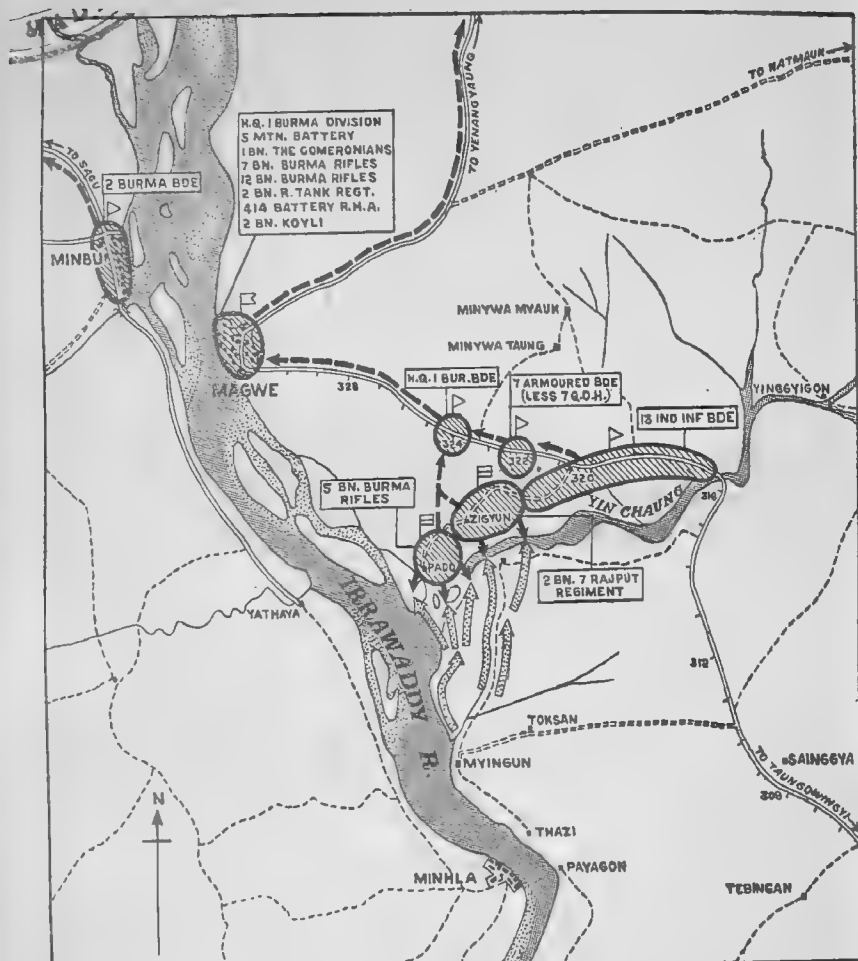 TO NATMAUK
TO YENANGYAUNG
H.Q. 1 BURMA DIVISION
5 MTN. BATTERY
1 BN. THE GOMERONIANS
7 BN. BURMA RIFLES
12 BN. BURMA RIFLES
2 BN. R. TANK REGT.
414 BATTERY R.H.A.
2 BN. KOYLI
TO SAGU
2 BURMA BDE
MINBU
MAGWE
MINYWA MYAUK
MINYWA TAUNG
328
H.Q. 1 BUR. BDE
7 ARMOURED BDE
(LESS 7 Q.O.H.)
YINGGYIGON
13 IND INF BDE
324
322
320
316
5 BN. BURMA
RIFLES
ZIGYUN
YIN CHAUNG
PADO
2 BN. 7 RAJPUT
REGIMENT
YATHAYA
IRRAWADDY R.
312
TOKSAN
MYINGUN
TO TAUNGDWINGYI
SAINGGYA
308
N
THAZI
MINHLA
PAYAGON
TEBINGAN